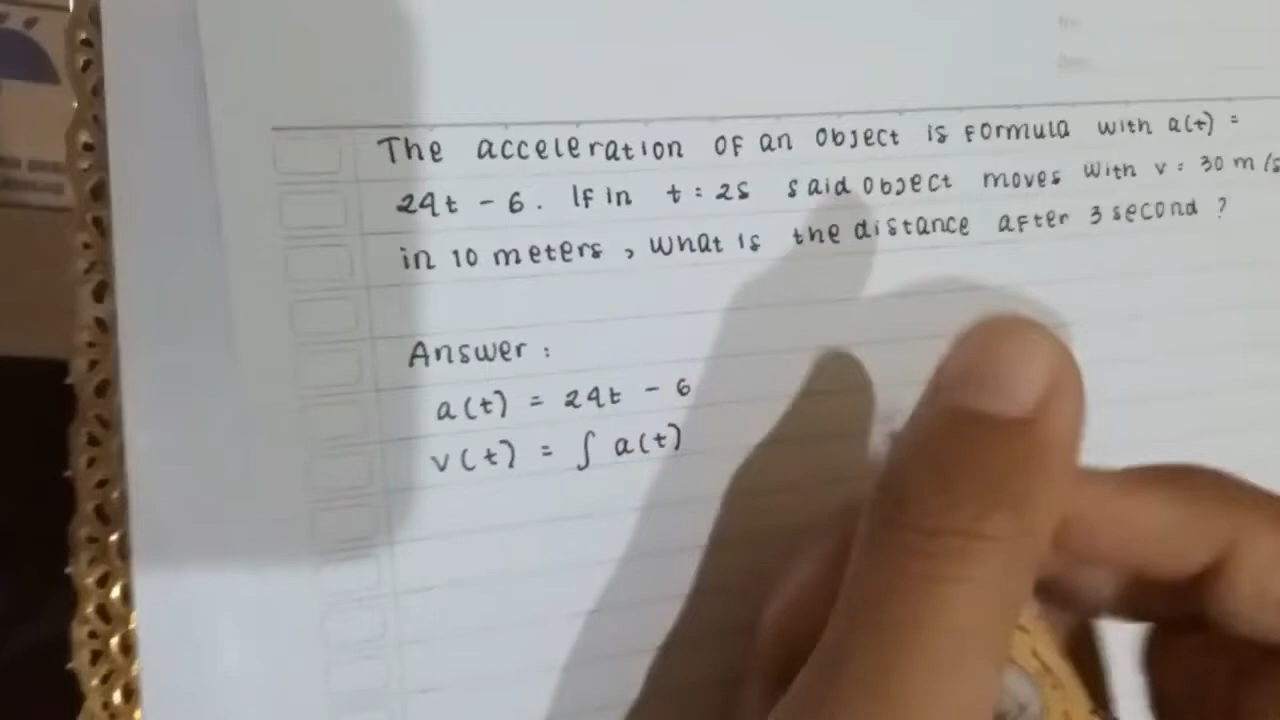 The acceleration of an object is formula with a(t) =
24t - 6. If in t = 2s said object moves with v = 30 m/s
in 10 meters, what is the distance after 3 second?
Answer:
a(t) = 24t - 6
v(t) = ∫ a(t)